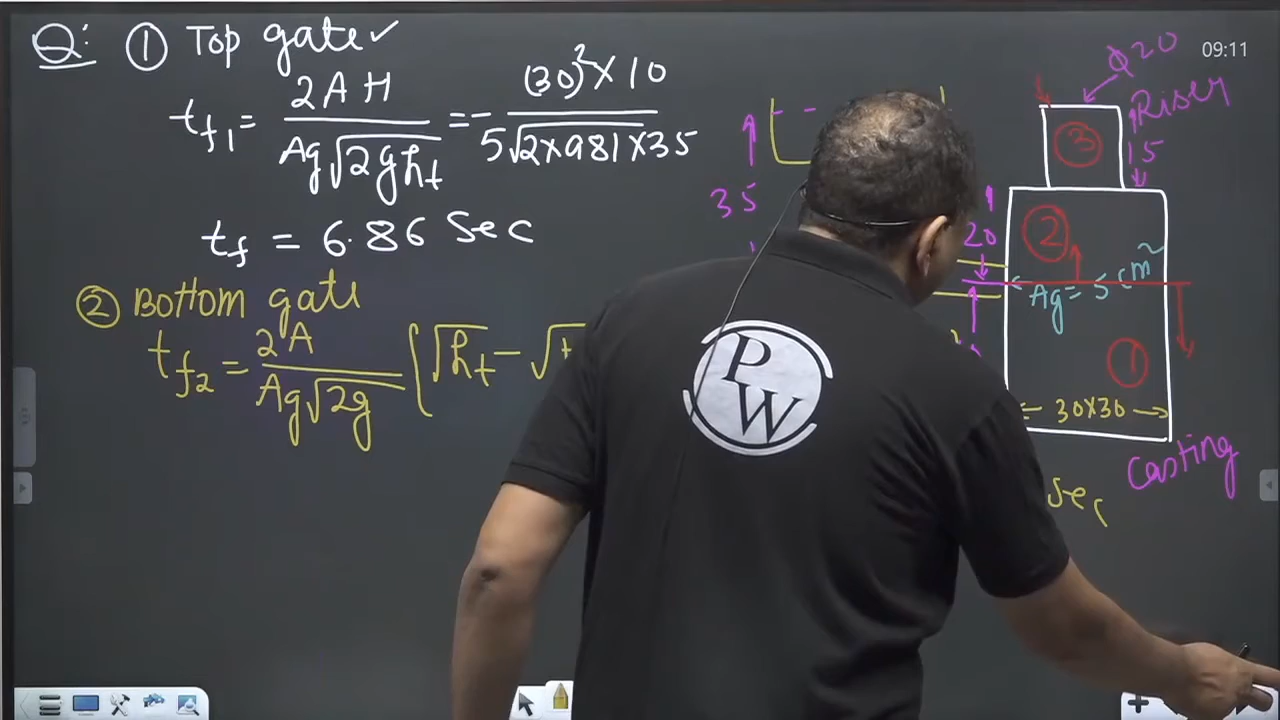 Q: ① Top gate ✓
t_f1 = 2AH / Ag√2gh_t = (30)² × 10 / 5√2×981×35
t_f = 6.86 Sec
② Bottom gate
t_f2 = 2A / Ag√2g [√h_t - √
09:11
ϕ20
Riser
15
③
35
20
②
Ag = 5 cm²
①
30×30
Casting
Sec
P
W